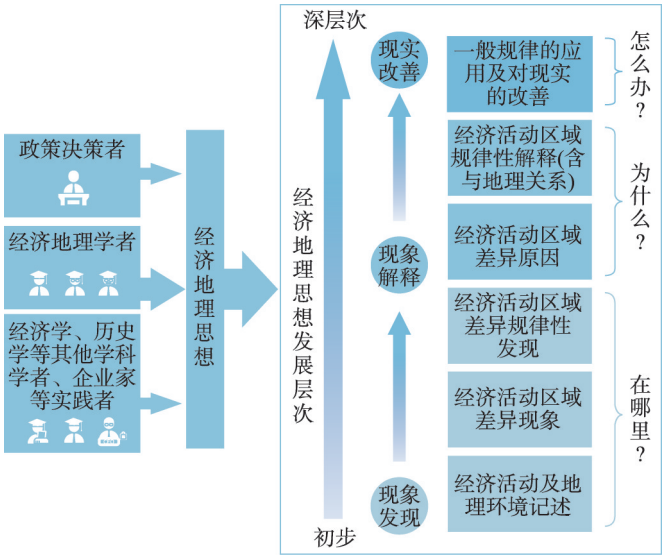 政策决策者
经济地理学者
经济学、历史
学等其他学科
学者、企业家
等实践者
经济地理思想
经济地理思想发展层次
深层次
初步
现实
改善
现象
解释
现象
发现
一般规律的应
用及对现实
的改善
经济活动区域
规律性解释(含
与地理关系)
经济活动区域
差异原因
经济活动区域
差异规律性
发现
经济活动区域
差异现象
经济活动及地
理环境记述
怎么办?
为什么?
在哪里?